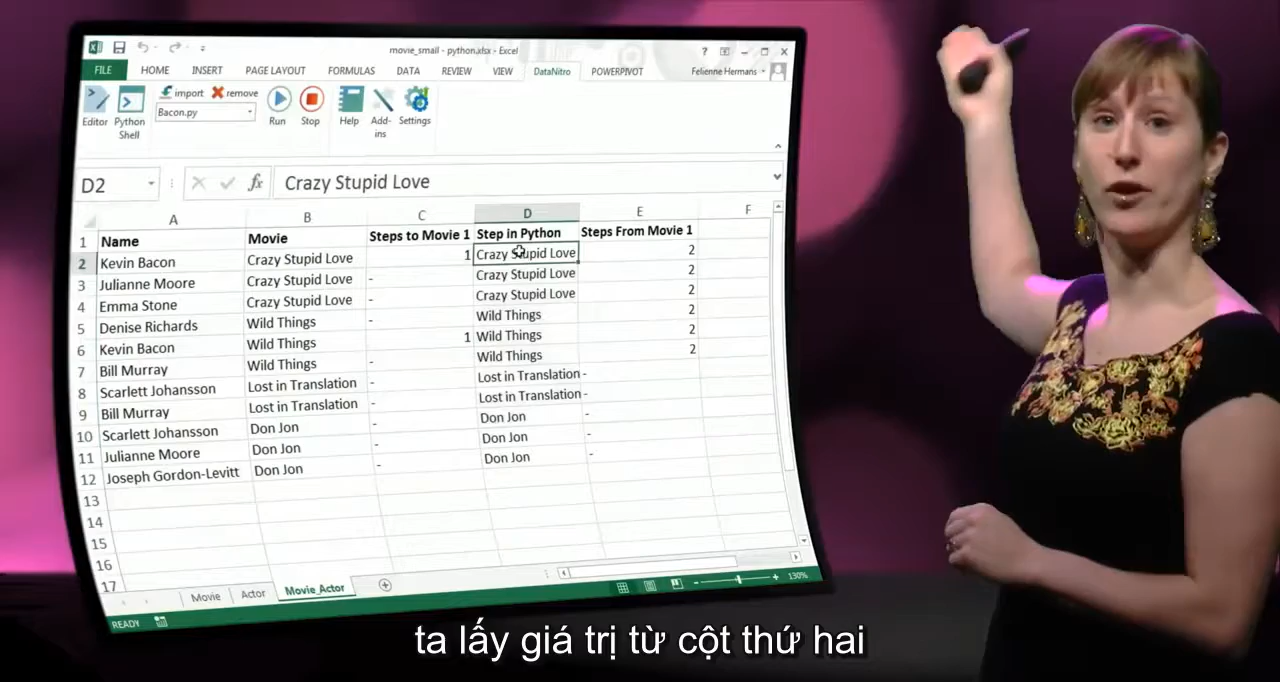 movie_small - python.xlsx - Excel
FILE HOME INSERT PAGE LAYOUT FORMULAS DATA REVIEW VIEW DataNitro POWERPIVOT Felienne Hermans
Editor Python Shell import remove Bacon.py Run Stop Help Add-ins Settings
D2 fx Crazy Stupid Love
A B C D E F
1 Name Movie Steps to Movie 1 Step in Python Steps From Movie 1
2 Kevin Bacon Crazy Stupid Love 1 Crazy Stupid Love 2
3 Julianne Moore Crazy Stupid Love - Crazy Stupid Love 2
4 Emma Stone Crazy Stupid Love - Crazy Stupid Love 2
5 Denise Richards Wild Things - Wild Things 2
6 Kevin Bacon Wild Things 1 Wild Things 2
7 Bill Murray Wild Things - Wild Things 2
8 Scarlett Johansson Lost in Translation - Lost in Translation -
9 Bill Murray Lost in Translation - Lost in Translation -
10 Scarlett Johansson Don Jon - Don Jon -
11 Julianne Moore Don Jon - Don Jon -
12 Joseph Gordon-Levitt Don Jon - Don Jon -
13
14
15
16
17
Movie Actor Movie_Actor
READY 130%
ta lấy giá trị từ cột thứ hai